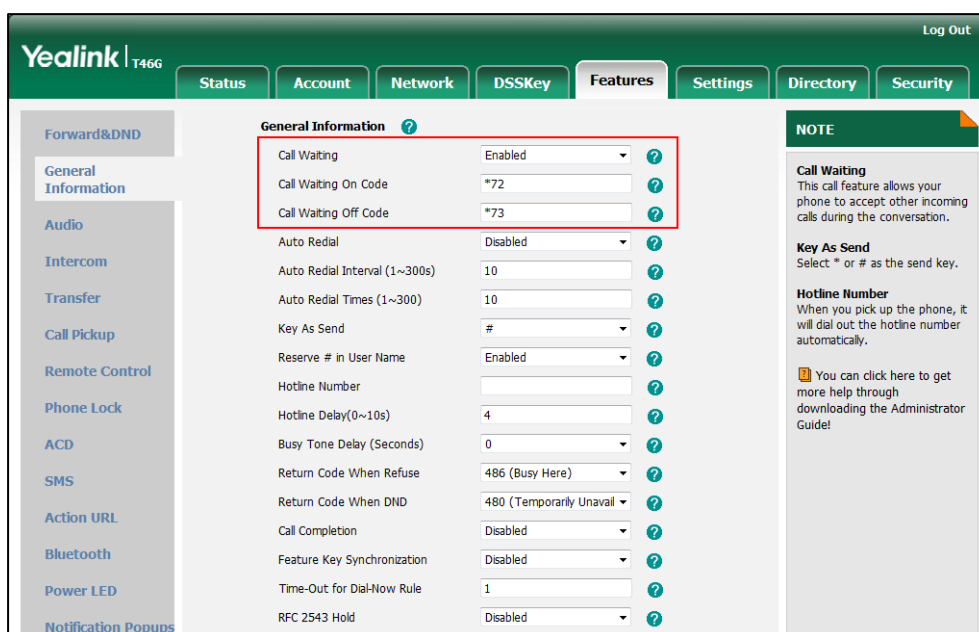 Log Out
Yealink | T46G
Status Account Network DSSKey Features Settings Directory Security
Forward&DND
General
Information
Audio
Intercom
Transfer
Call Pickup
Remote Control
Phone Lock
ACD
SMS
Action URL
Bluetooth
Power LED
Notification Popups
General Information ?
Call Waiting Enabled ?
Call Waiting On Code *72 ?
Call Waiting Off Code *73 ?
Auto Redial Disabled ?
Auto Redial Interval (1~300s) 10 ?
Auto Redial Times (1~300) 10 ?
Key As Send # ?
Reserve # in User Name Enabled ?
Hotline Number ?
Hotline Delay(0~10s) 4 ?
Busy Tone Delay (Seconds) 0 ?
Return Code When Refuse 486 (Busy Here) ?
Return Code When DND 480 (Temporarily Unavail ?
Call Completion Disabled ?
Feature Key Synchronization Disabled ?
Time-Out for Dial-Now Rule 1 ?
RFC 2543 Hold Disabled ?
NOTE
Call Waiting
This call feature allows your
phone to accept other incoming
calls during the conversation.
Key As Send
Select * or # as the send key.
Hotline Number
When you pick up the phone, it
will dial out the hotline number
automatically.
? You can click here to get
more help through
downloading the Administrator
Guide!